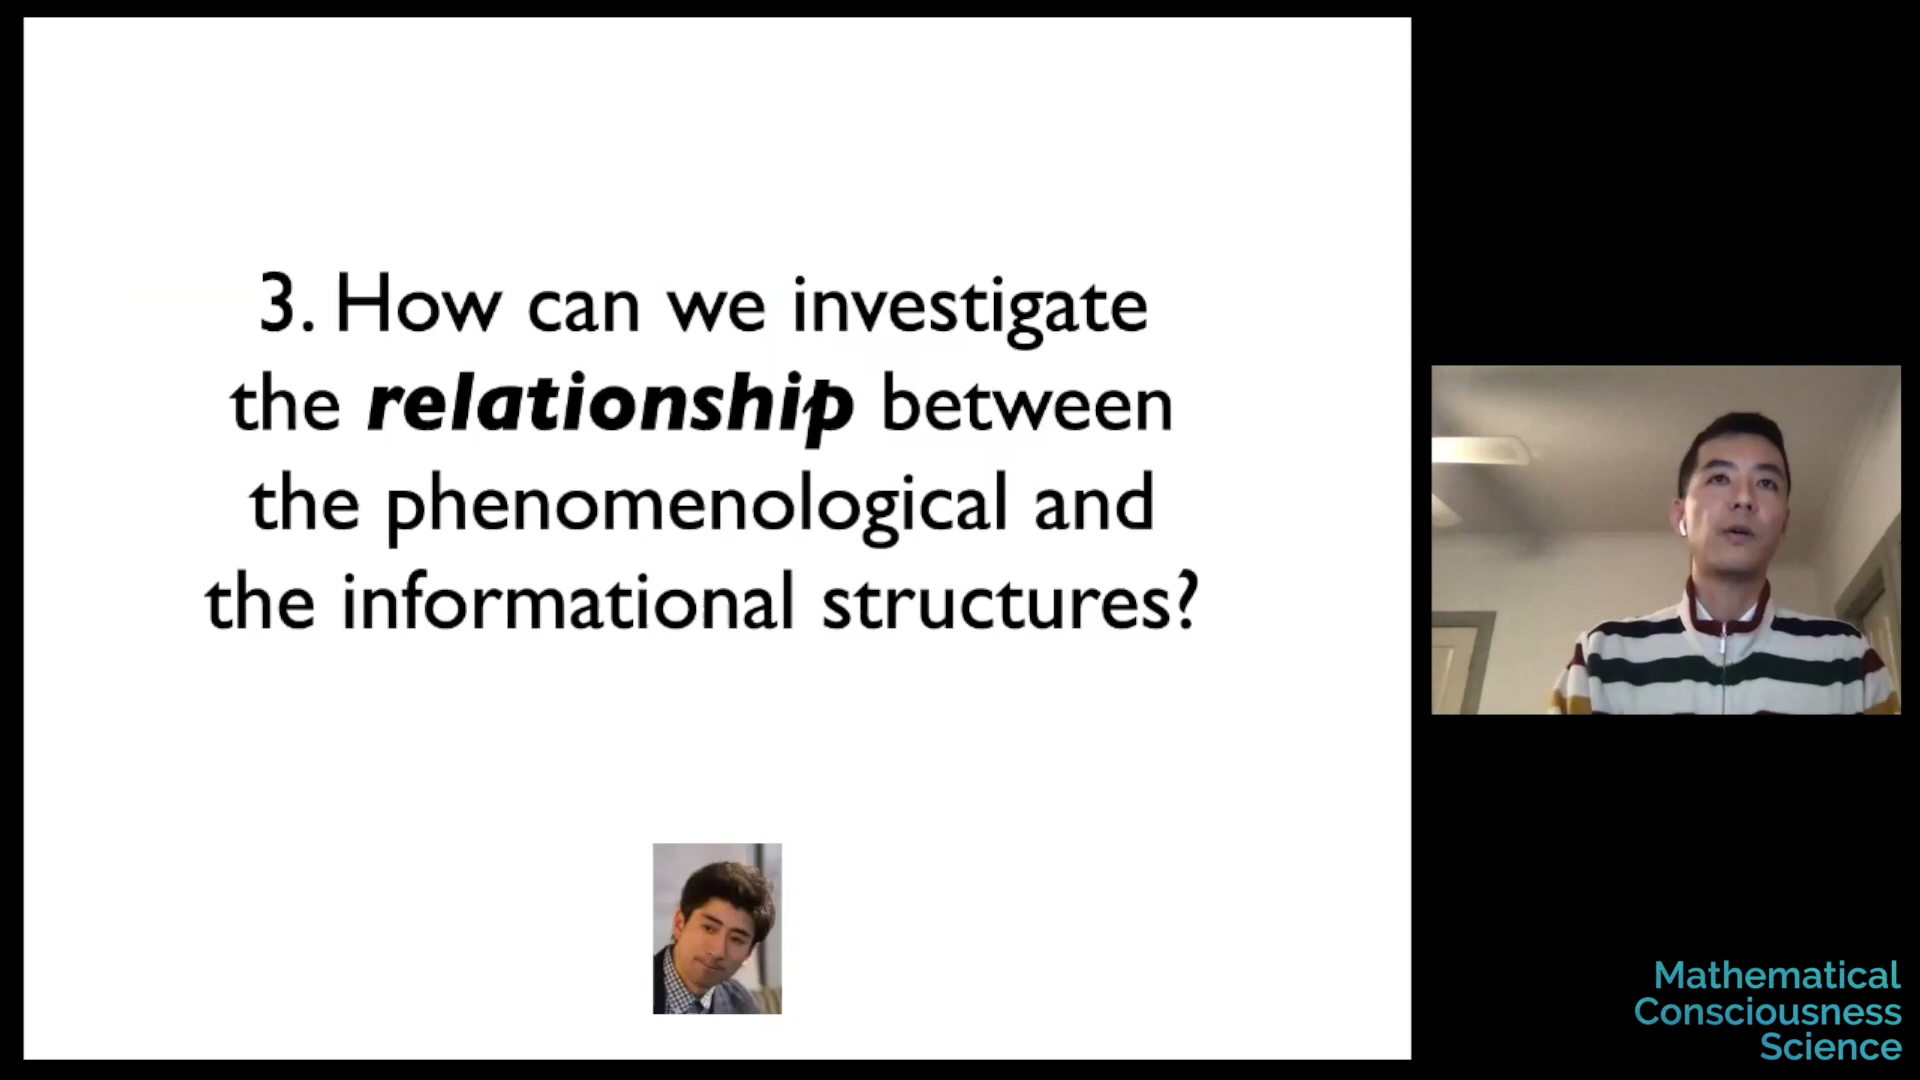 3. How can we investigate
the relationship between
the phenomenological and
the informational structures?
Mathematical
Consciousness
Science